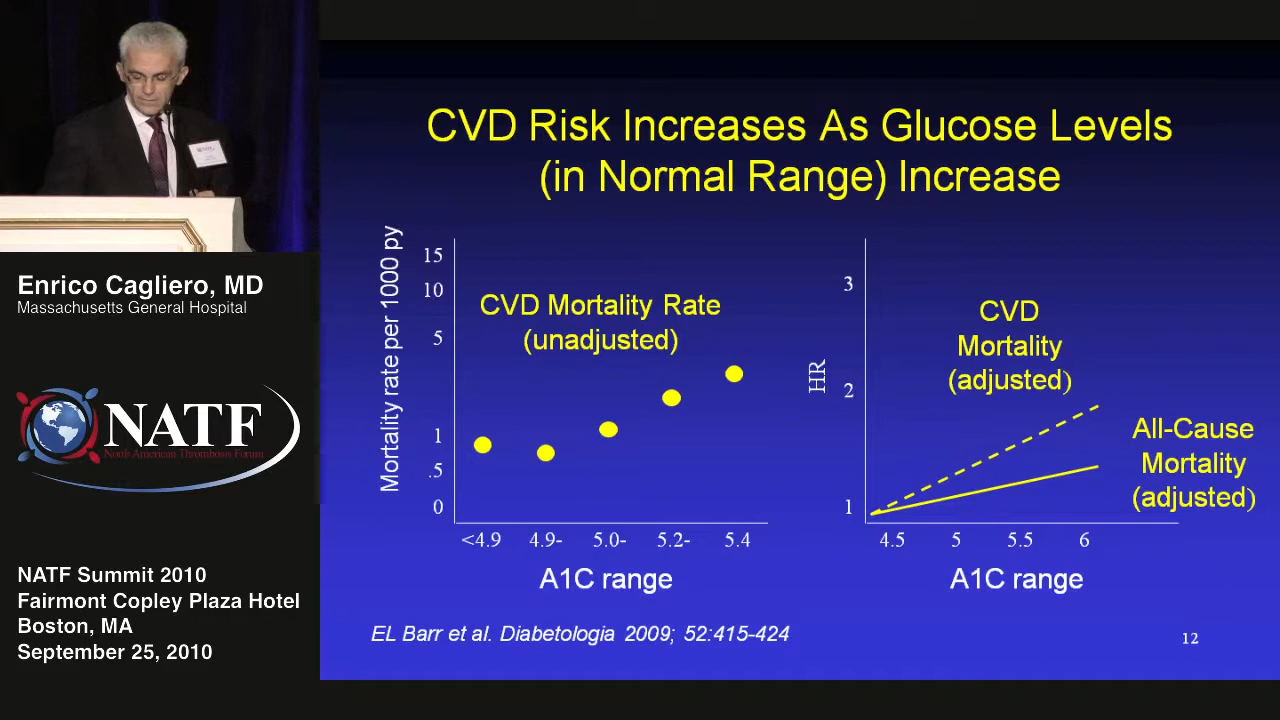 CVD Risk Increases As Glucose Levels
(in Normal Range) Increase
Mortality rate per 1000 py
15
10
5
1
.5
0
CVD Mortality Rate
(unadjusted)
<4.9 4.9- 5.0- 5.2- 5.4
A1C range
HR
3
2
1
CVD
Mortality
(adjusted)
All-Cause
Mortality
(adjusted)
4.5 5 5.5 6
A1C range
EL Barr et al. Diabetologia 2009; 52:415-424
12
Enrico Cagliero, MD
Massachusetts General Hospital
NATF
North American Thrombosis Forum
NATF Summit 2010
Fairmont Copley Plaza Hotel
Boston, MA
September 25, 2010